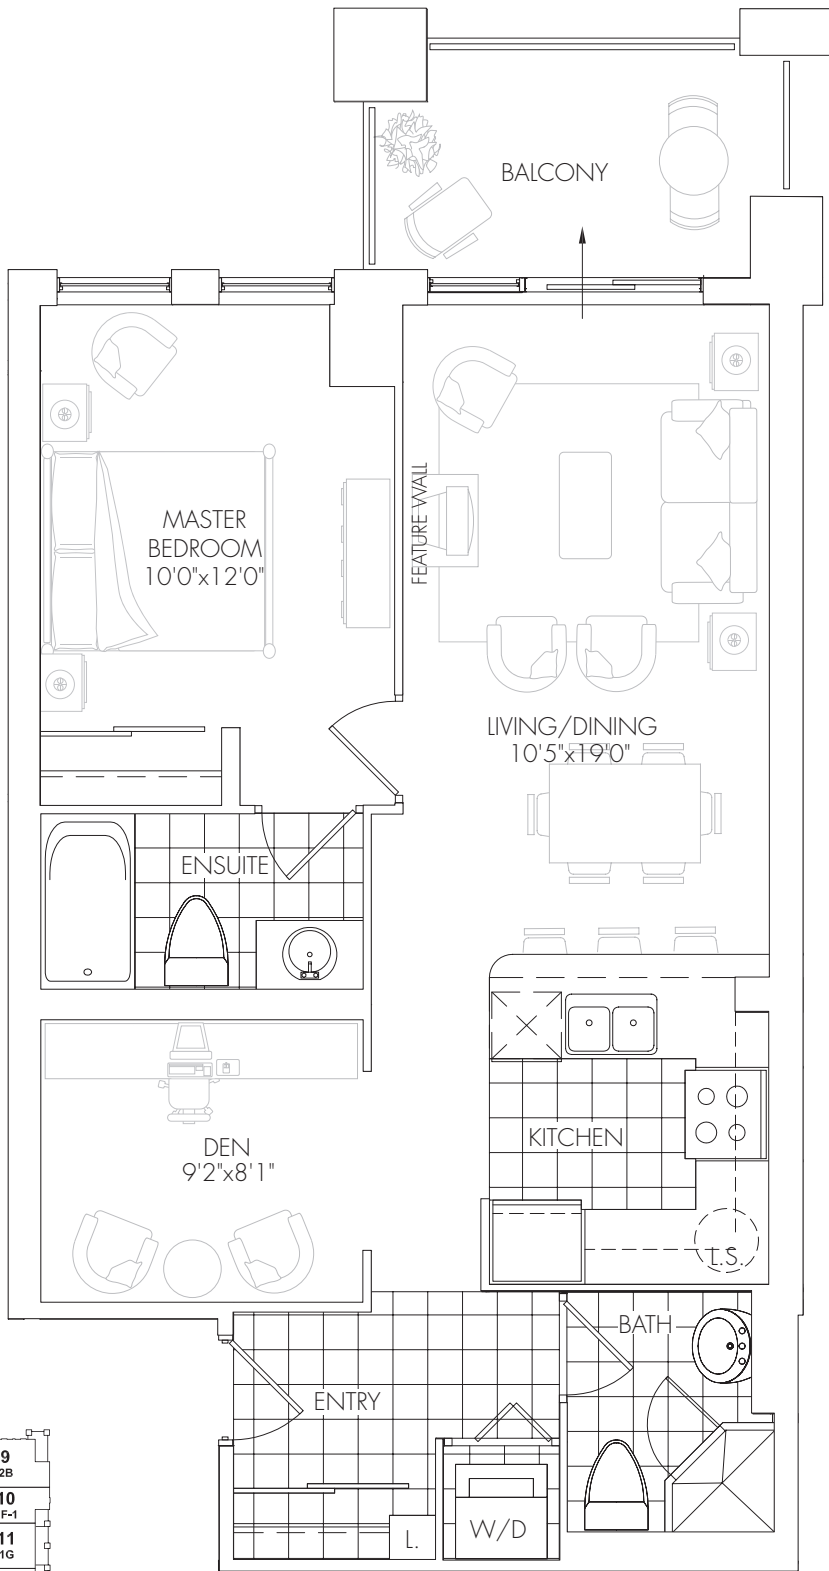 BALCONY
FEATURE WALL
MASTER
BEDROOM
10'0"x12'0"
LIVING/DINING
10'5"x19'0"
ENSUITE
DEN
9'2"x8'1"
KITCHEN
L.S.
BATH
ENTRY
L.
W/D
9
2B
10
F-1
11
1G